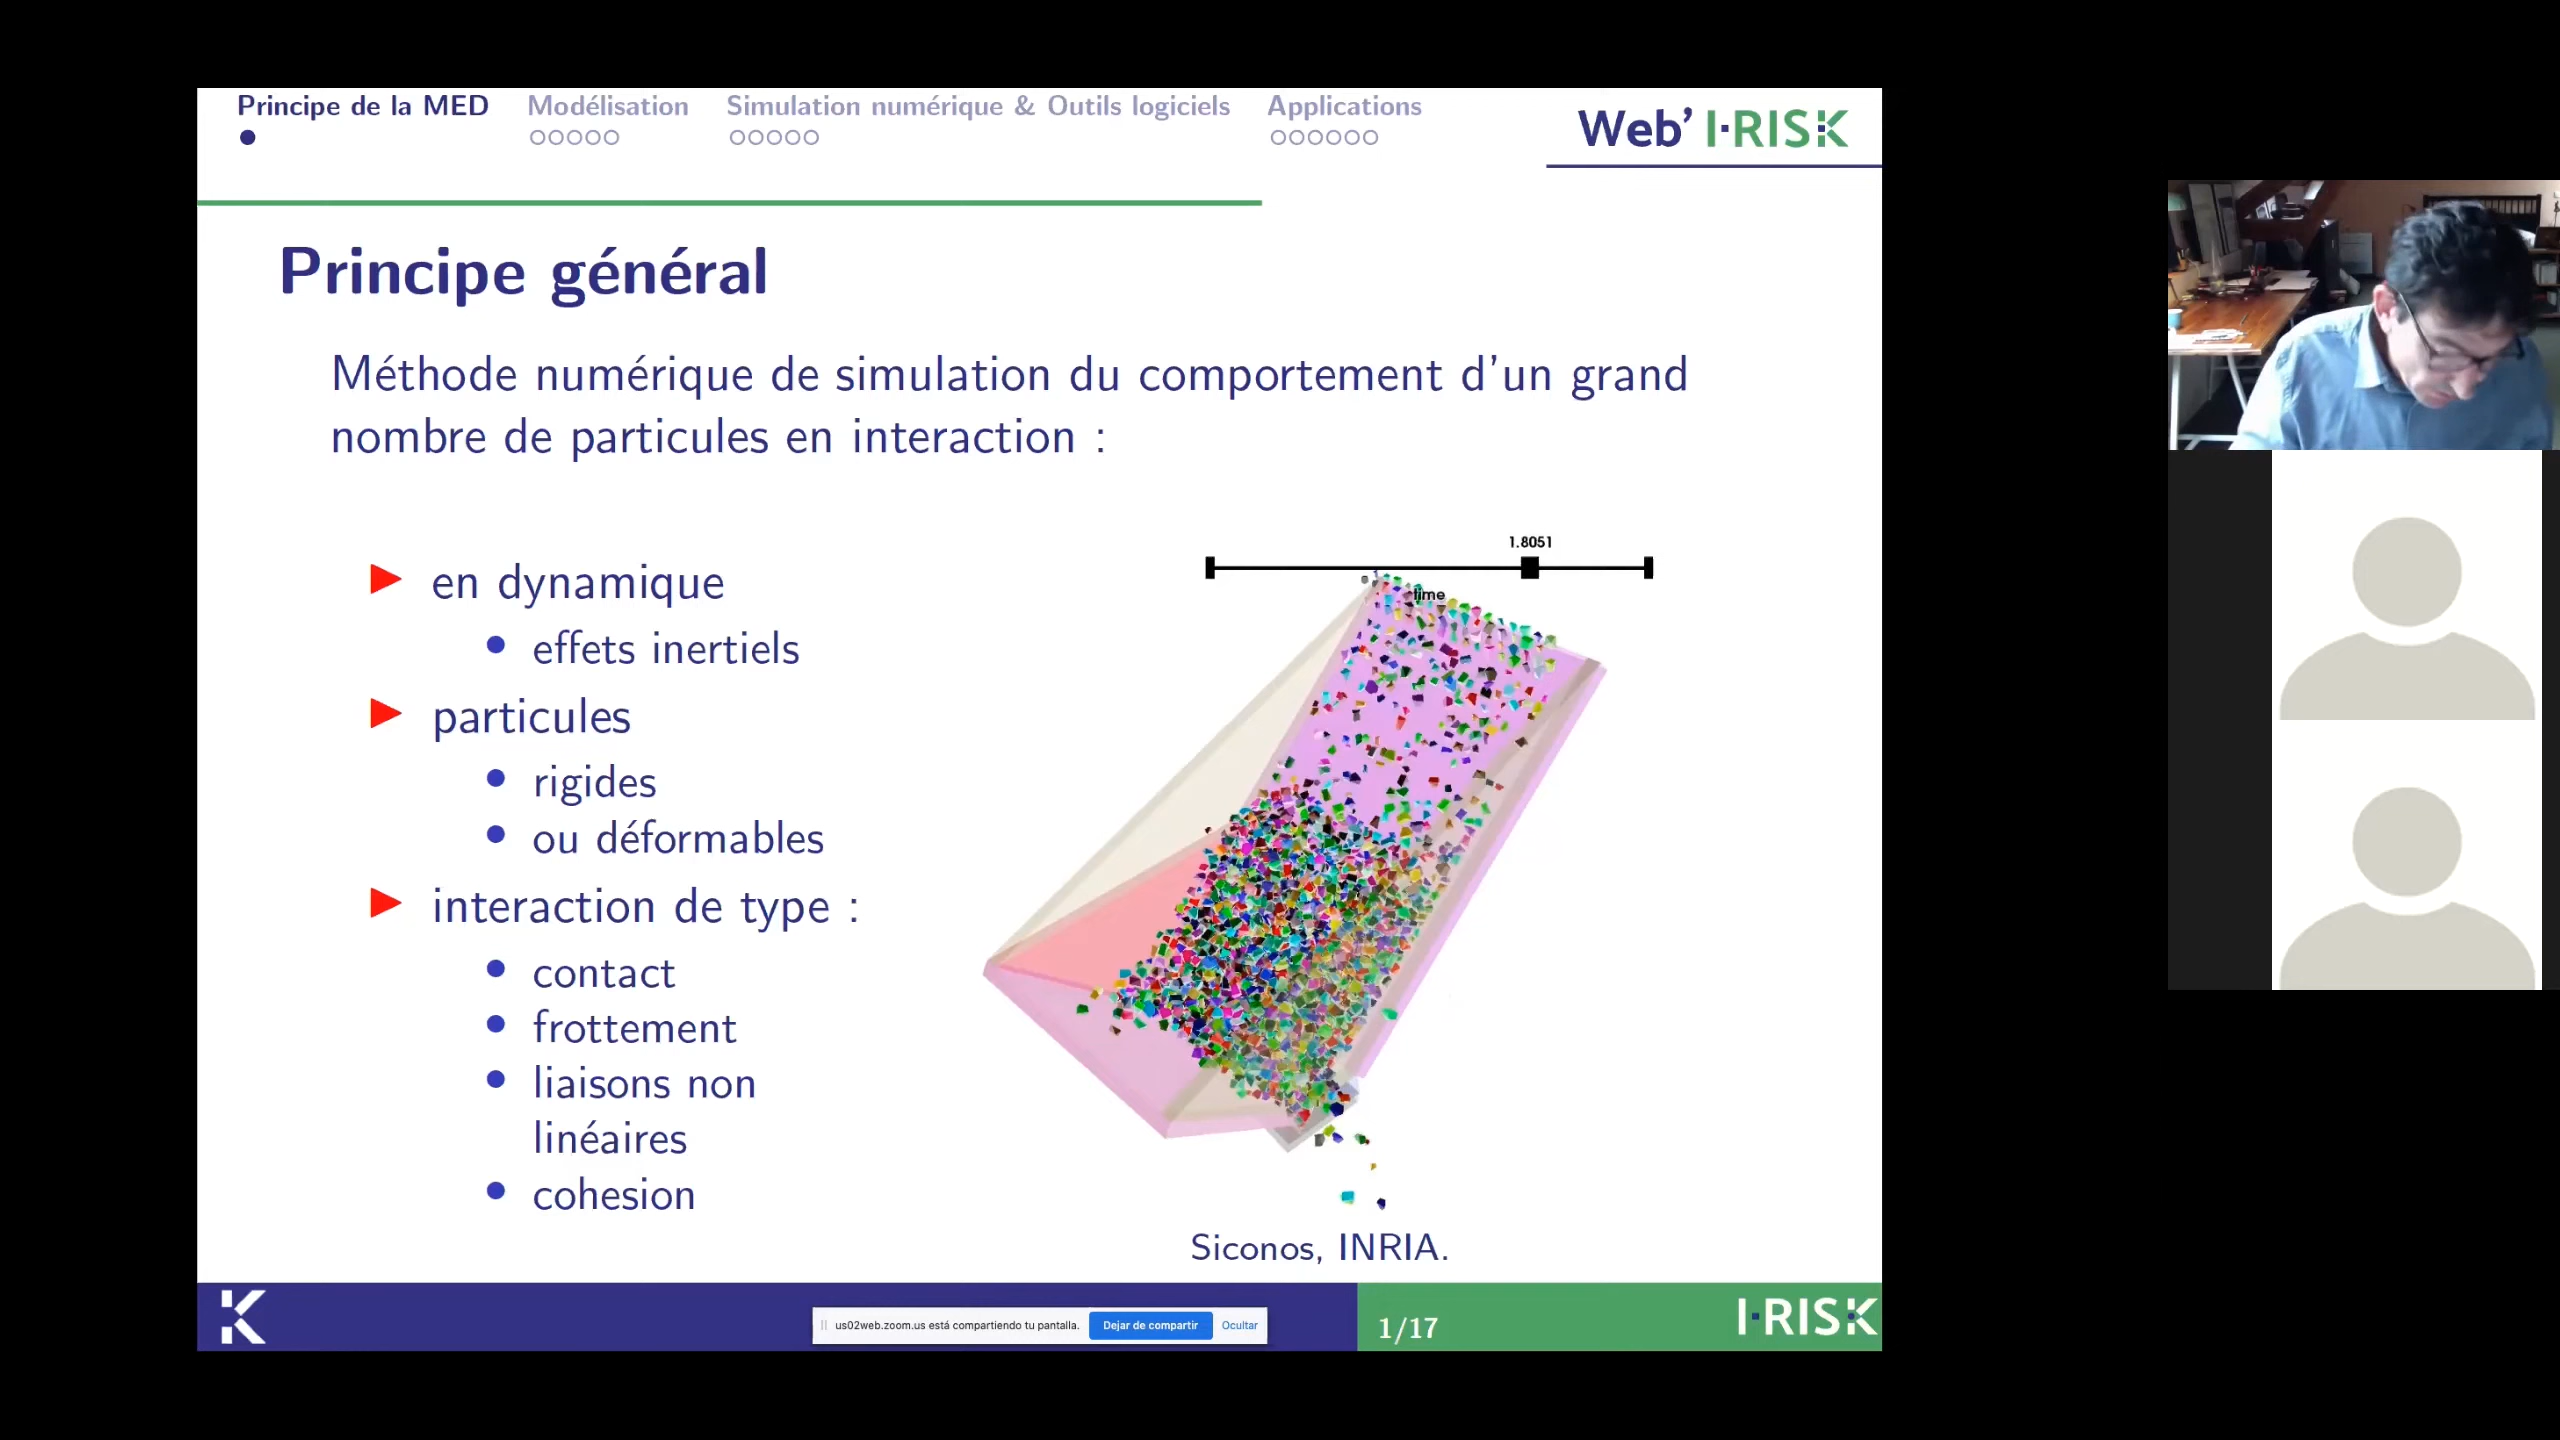 Principe de la MED Modélisation Simulation numérique & Outils logiciels Applications
Web' I·RISK
Principe général
Méthode numérique de simulation du comportement d'un grand
nombre de particules en interaction :
en dynamique
effets inertiels
particules
rigides
ou déformables
interaction de type :
contact
frottement
liaisons non
linéaires
cohesion
1.8051
time
Siconos, INRIA.
us02web.zoom.us está compartiendo tu pantalla. Dejar de compartir Ocultar
1/17
I·RISK